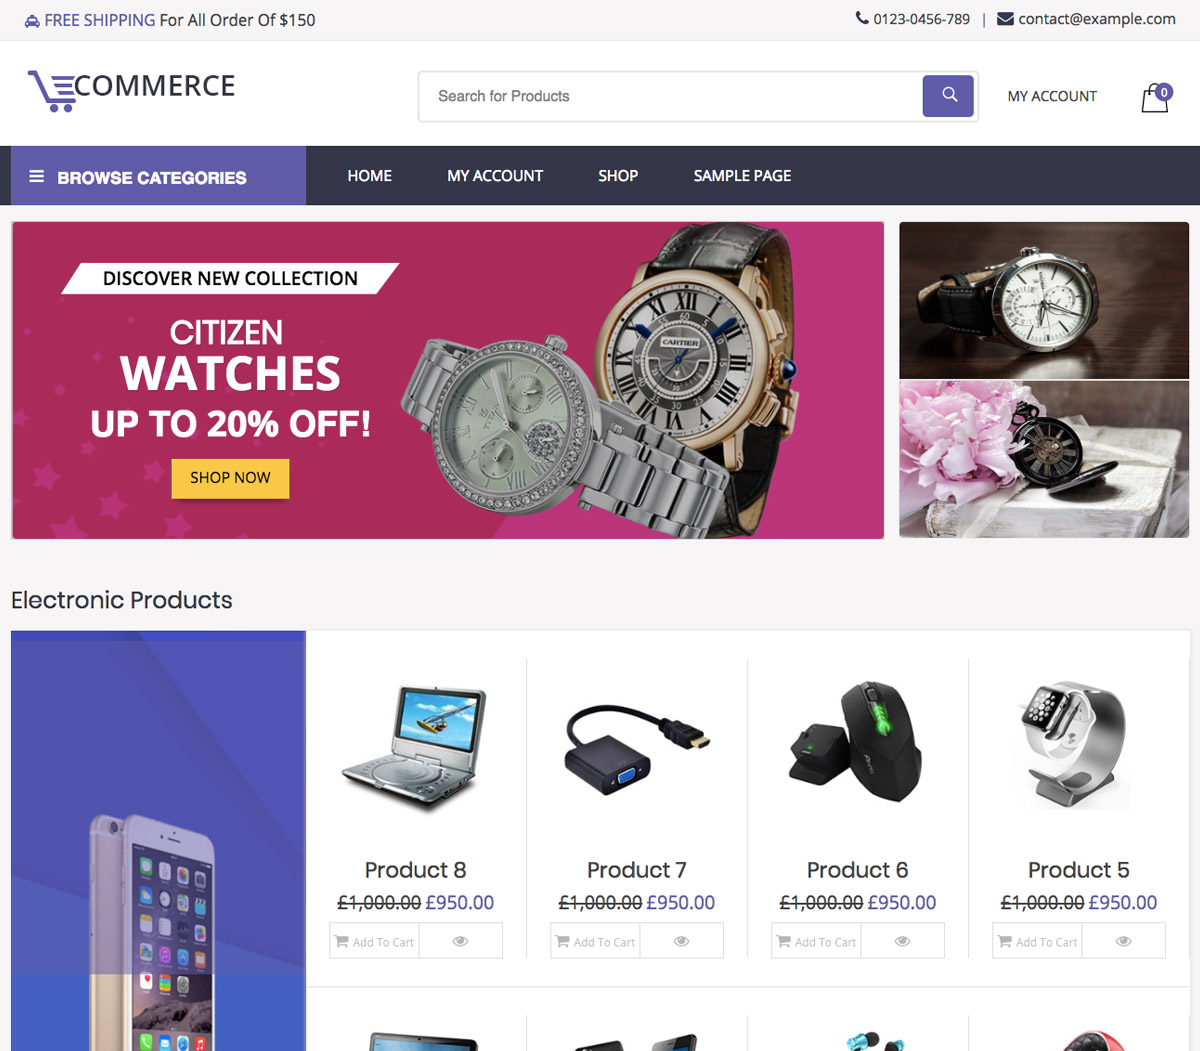 FREE SHIPPING For All Order Of $150
0123-0456-789 | contact@example.com
COMMERCE
Search for Products
MY ACCOUNT
0
BROWSE CATEGORIES
HOME
MY ACCOUNT
SHOP
SAMPLE PAGE
DISCOVER NEW COLLECTION
CITIZEN
WATCHES
UP TO 20% OFF!
SHOP NOW
CARTIER
Electronic Products
Product 8
£1,000.00 £950.00
Add To Cart
Product 7
£1,000.00 £950.00
Add To Cart
Product 6
£1,000.00 £950.00
Add To Cart
Product 5
£1,000.00 £950.00
Add To Cart